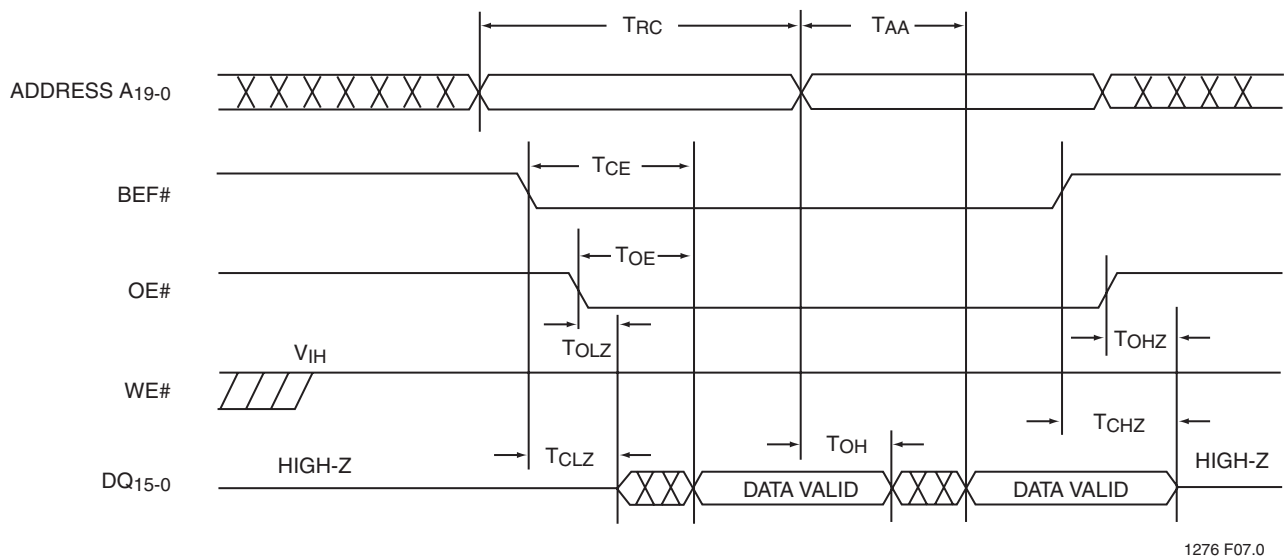 TRC
TAA
ADDRESS A19-0
TCE
BEF#
TOE
OE#
TOLZ
TOHZ
VIH
WE#
TCHZ
TCLZ
TOH
HIGH-Z
HIGH-Z
DQ15-0
DATA VALID
DATA VALID
1276 F07.0